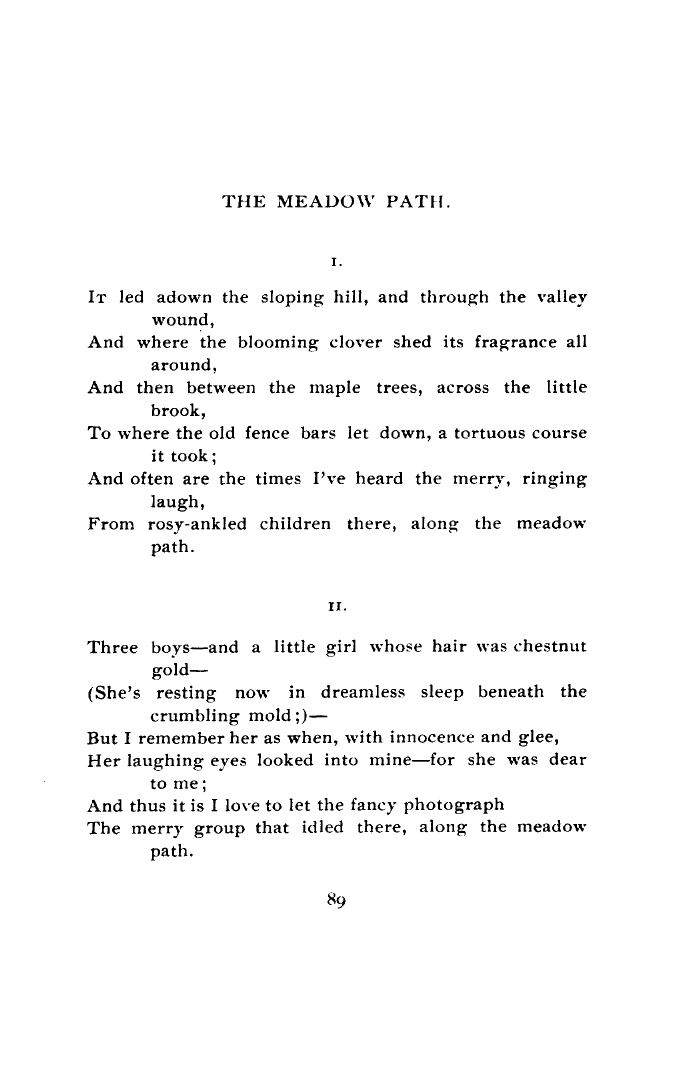 THE MEADOW PATH.
I.
IT led adown the sloping hill, and through the valley
wound,
And where the blooming clover shed its fragrance all
around,
And then between the maple trees, across the little
brook,
To where the old fence bars let down, a tortuous course
it took;
And often are the times I've heard the merry, ringing
laugh,
From rosy-ankled children there, along the meadow
path.
II.
Three boys—and a little girl whose hair was chestnut
gold—
(She's resting now in dreamless sleep beneath the
crumbling mold;)—
But I remember her as when, with innocence and glee,
Her laughing eyes looked into mine—for she was dear
to me;
And thus it is I love to let the fancy photograph
The merry group that idled there, along the meadow
path.
89